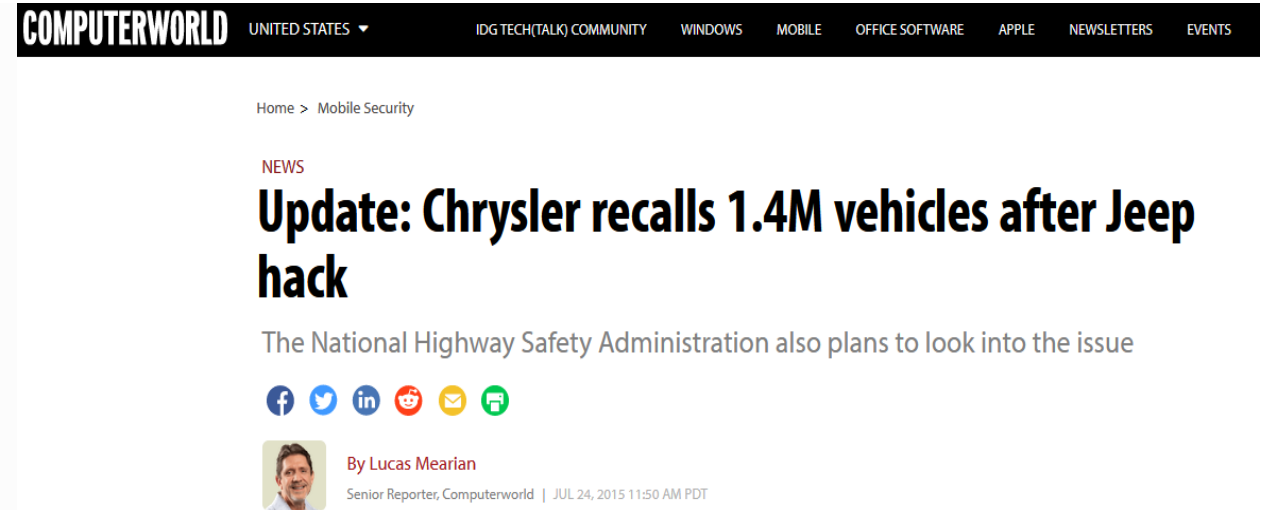 COMPUTERWORLD UNITED STATES IDG TECH(TALK) COMMUNITY WINDOWS MOBILE OFFICE SOFTWARE APPLE NEWSLETTERS EVENTS
Home > Mobile Security
NEWS
Update: Chrysler recalls 1.4M vehicles after Jeep
hack
The National Highway Safety Administration also plans to look into the issue
By Lucas Mearian
Senior Reporter, Computerworld | JUL 24, 2015 11:50 AM PDT